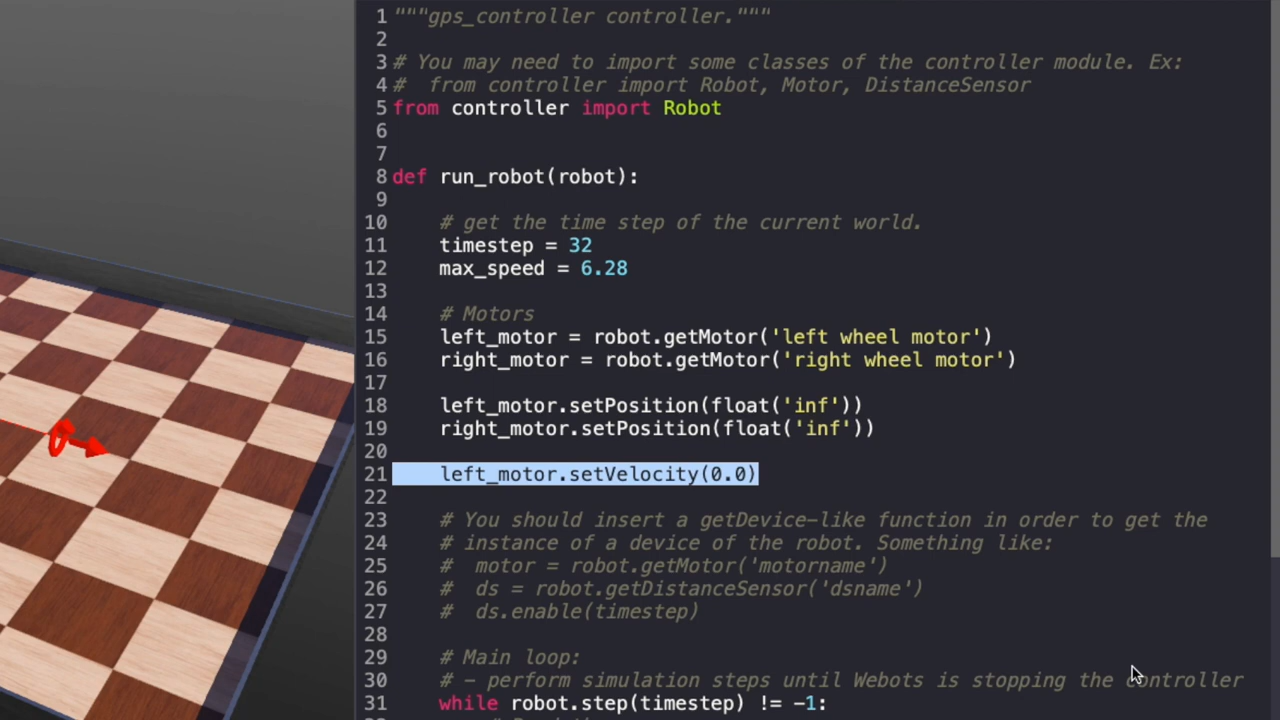 1 """gps_controller controller."""
2
3 # You may need to import some classes of the controller module. Ex:
4 #  from controller import Robot, Motor, DistanceSensor
5 from controller import Robot
6
7
8 def run_robot(robot):
9
10     # get the time step of the current world.
11     timestep = 32
12     max_speed = 6.28
13
14     # Motors
15     left_motor = robot.getMotor('left wheel motor')
16     right_motor = robot.getMotor('right wheel motor')
17
18     left_motor.setPosition(float('inf'))
19     right_motor.setPosition(float('inf'))
20
21     left_motor.setVelocity(0.0)
22
23     # You should insert a getDevice-like function in order to get the
24     # instance of a device of the robot. Something like:
25     #  motor = robot.getMotor('motorname')
26     #  ds = robot.getDistanceSensor('dsname')
27     #  ds.enable(timestep)
28
29     # Main loop:
30     # - perform simulation steps until Webots is stopping the controller
31     while robot.step(timestep) != -1: